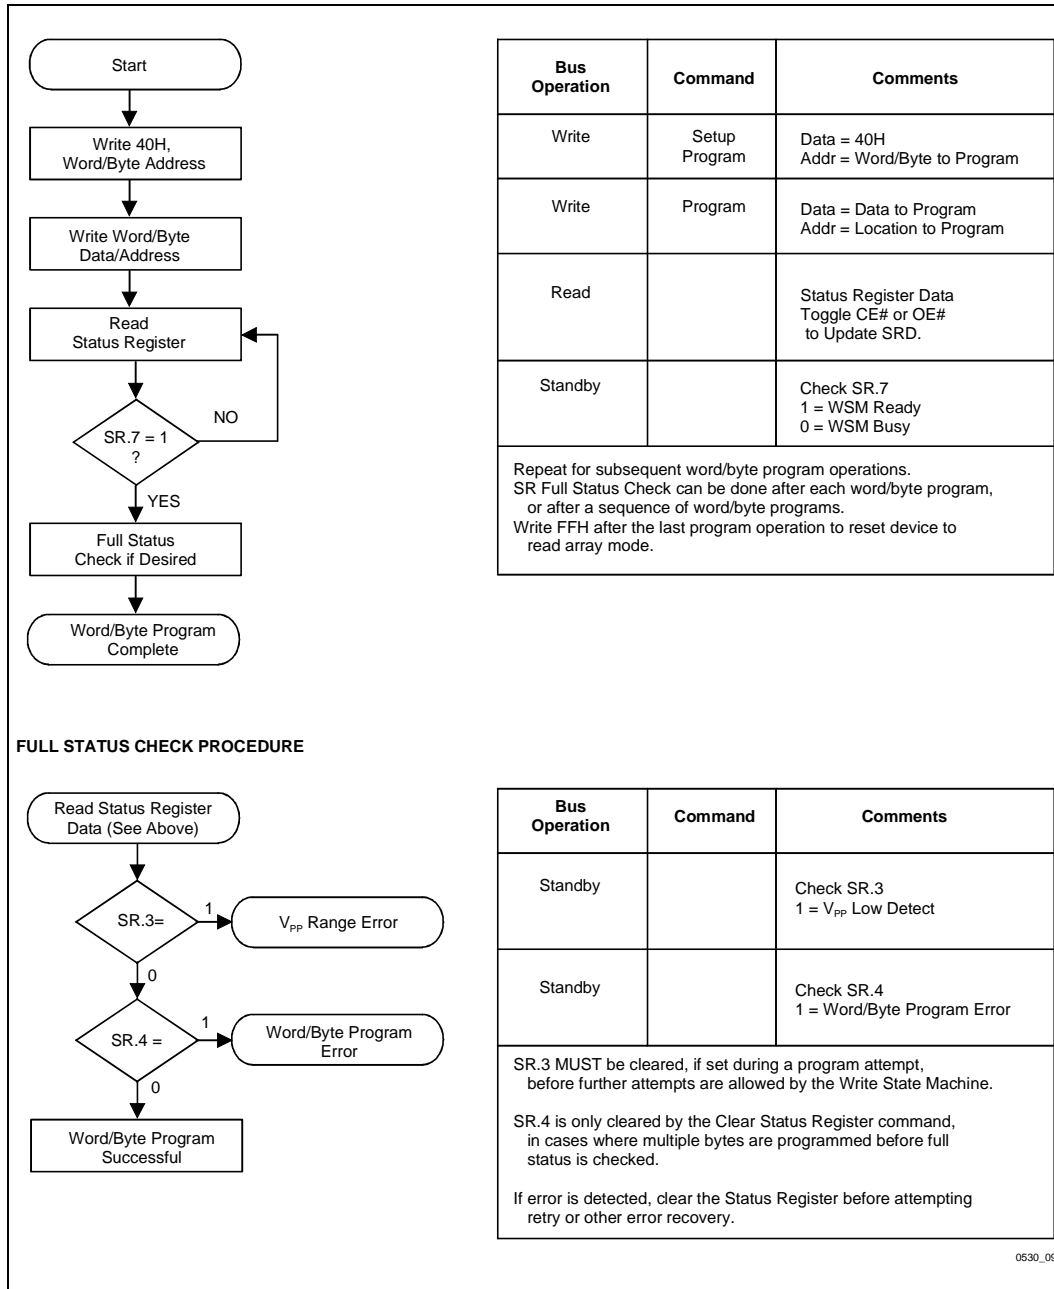 Start
Write 40H,
Word/Byte Address
Write Word/Byte
Data/Address
Read
Status Register
NO
SR.7 = 1
?
YES
Full Status
Check if Desired
Word/Byte Program
Complete
Bus
Operation
Command
Comments
Write
Setup
Program
Data = 40H
Addr = Word/Byte to Program
Write
Program
Data = Data to Program
Addr = Location to Program
Read
Status Register Data
Toggle CE# or OE#
to Update SRD.
Standby
Check SR.7
1 = WSM Ready
0 = WSM Busy
Repeat for subsequent word/byte program operations.
SR Full Status Check can be done after each word/byte program,
or after a sequence of word/byte programs.
Write FFH after the last program operation to reset device to
read array mode.
FULL STATUS CHECK PROCEDURE
Read Status Register
Data (See Above)
SR.3=
1
VPP Range Error
0
SR.4 =
1
Word/Byte Program
Error
0
Word/Byte Program
Successful
Bus
Operation
Command
Comments
Standby
Check SR.3
1 = VPP Low Detect
Standby
Check SR.4
1 = Word/Byte Program Error
SR.3 MUST be cleared, if set during a program attempt,
before further attempts are allowed by the Write State Machine.
SR.4 is only cleared by the Clear Status Register command,
in cases where multiple bytes are programmed before full
status is checked.
If error is detected, clear the Status Register before attempting
retry or other error recovery.
0530_09